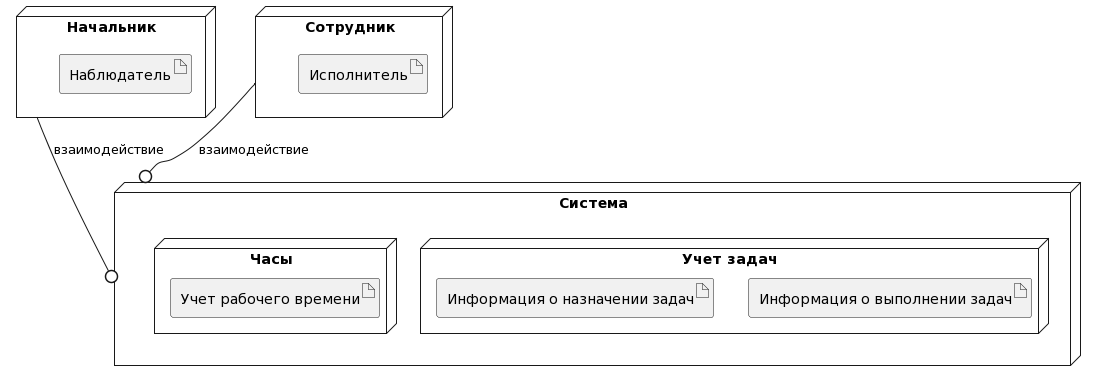 Начальник
Наблюдатель
Сотрудник
Исполнитель
взаимодействие
взаимодействие
Система
Часы
Учет рабочего времени
Учет задач
Информация о назначении задач
Информация о выполнении задач